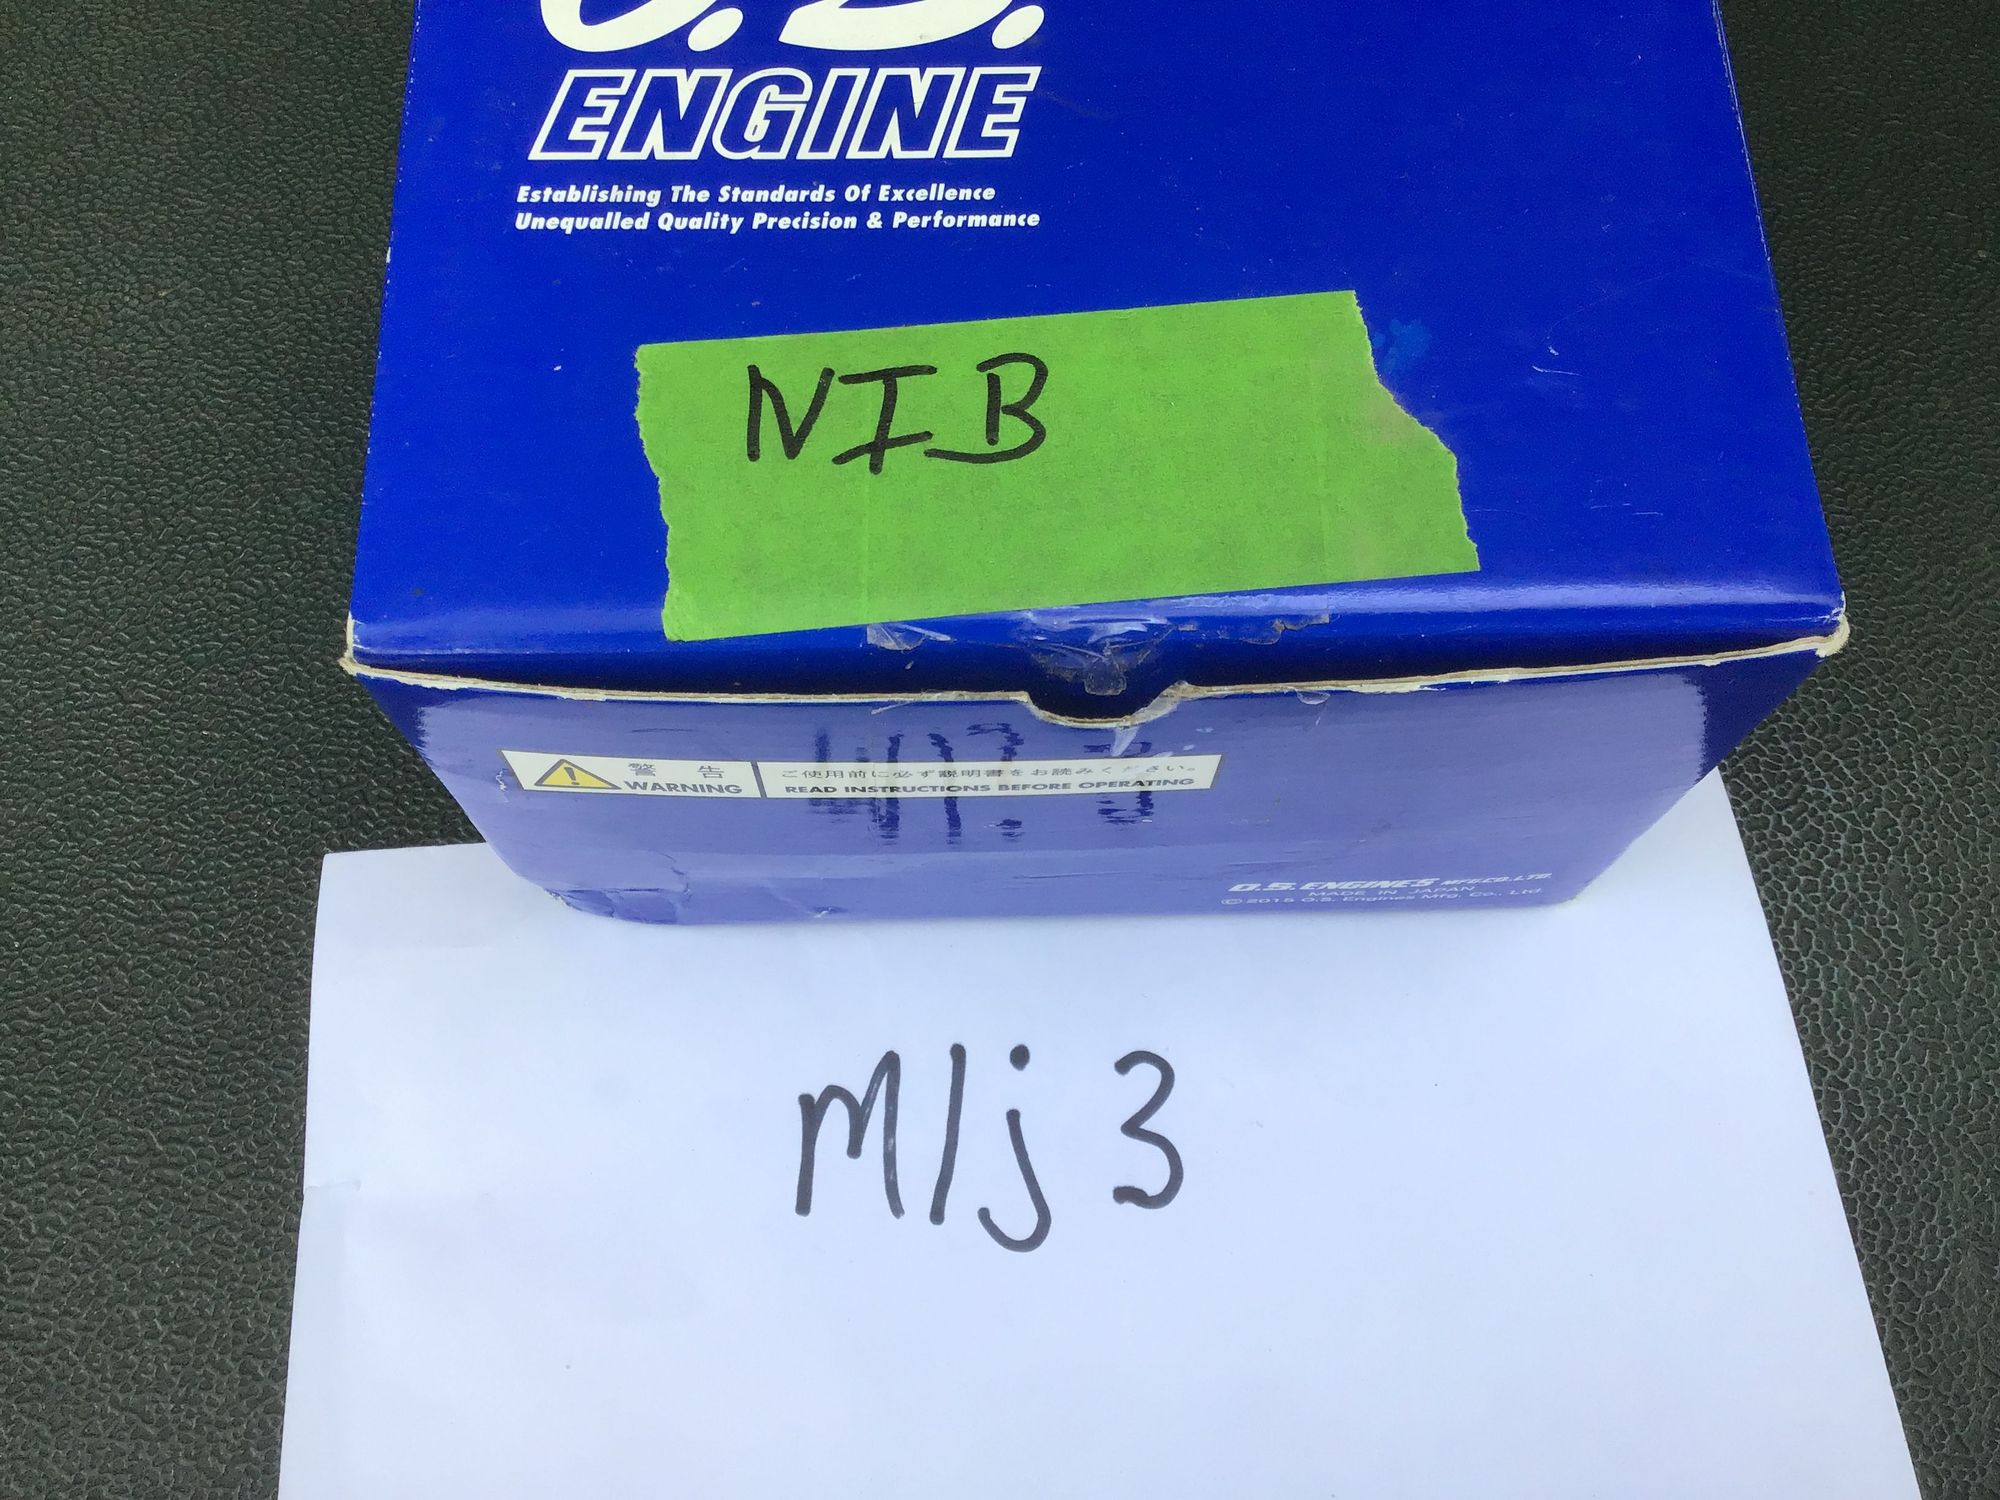 O.S.
ENGINE
Establishing The Standards Of Excellence
Unequalled Quality Precision & Performance
NIB
警告
WARNING
ご使用前に必ず説明書をお読みください。
READ INSTRUCTIONS BEFORE OPERATING
O.S. ENGINES MFG.CO.LTD.
MADE IN JAPAN
© 2015 O.S. Engines Mfg. Co., Ltd.
Mlj3